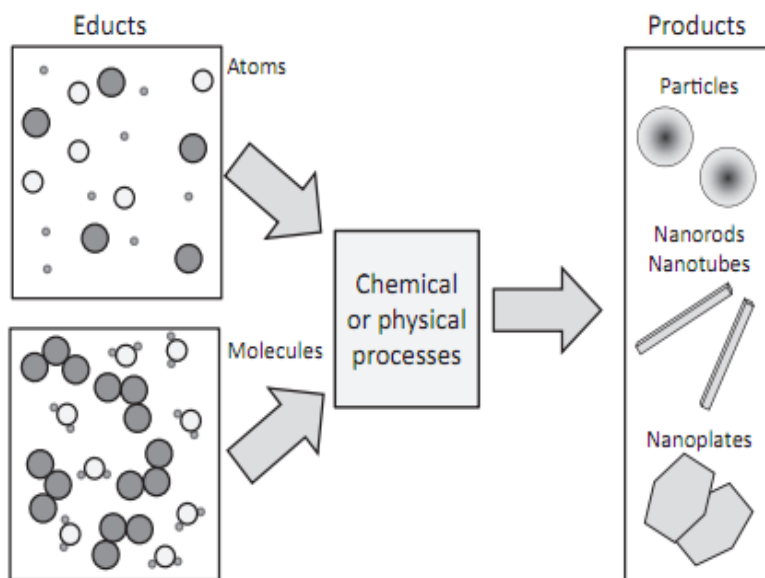 Educts
Atoms
Molecules
Chemical
or physical
processes
Products
Particles
Nanorods
Nanotubes
Nanoplates